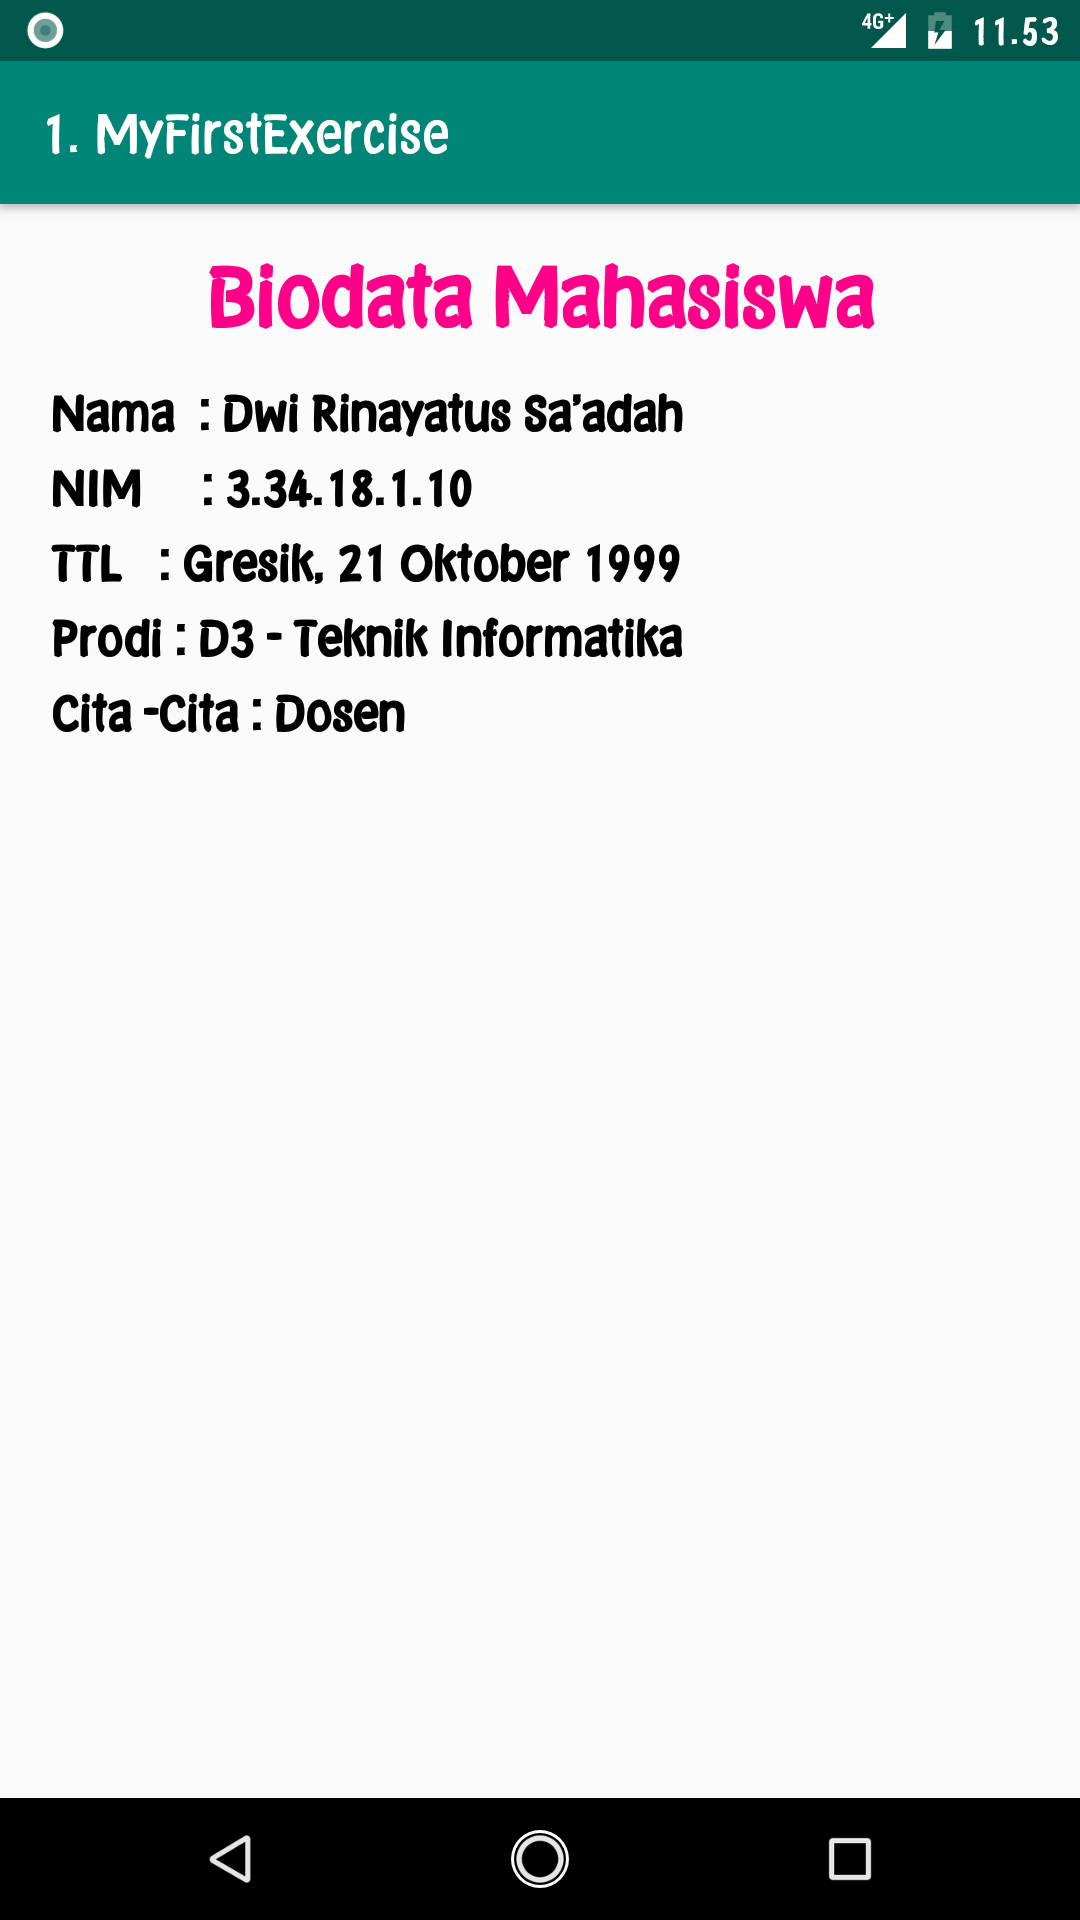 4G+ 11.53
1. MyFirstExercise
Biodata Mahasiswa
Nama : Dwi Rinayatus Sa'adah
NIM : 3.34.18.1.10
TTL : Gresik, 21 Oktober 1999
Prodi : D3 - Teknik Informatika
Cita -Cita : Dosen